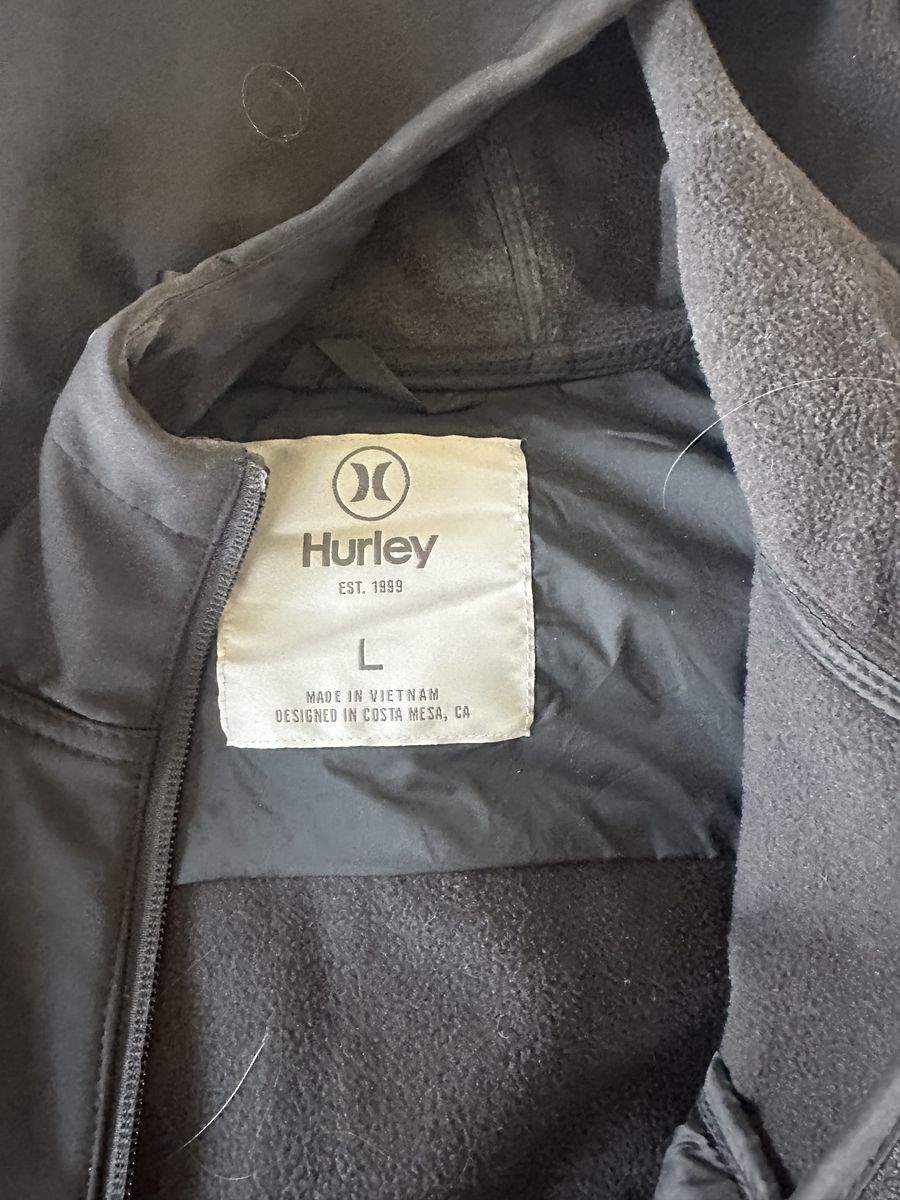 Hurley
EST. 1999
L
MADE IN VIETNAM
DESIGNED IN COSTA MESA, CA